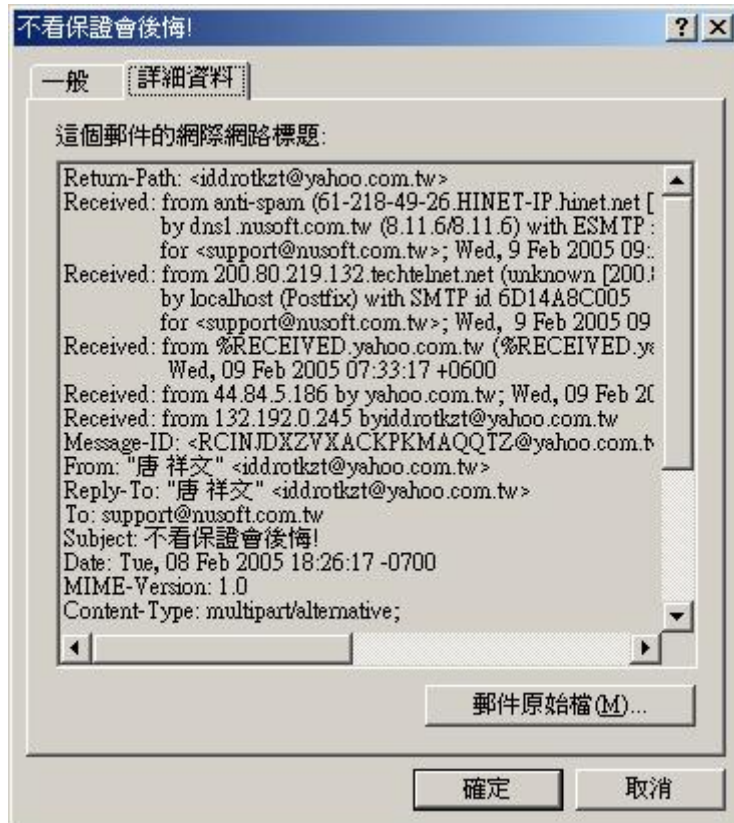 不看保證會後悔!
一般 詳細資料
這個郵件的網際網路標題:
Return-Path: <iddrotkzt@yahoo.com.tw>
Received: from anti-spam (61-218-49-26.HINET-IP.hinet.net [
by dns1.nusoft.com.tw (8.11.6/8.11.6) with ESMTP
for <support@nusoft.com.tw>; Wed, 9 Feb 2005 09:
Received: from 200.80.219.132.techtelnet.net (unknown [200.
by localhost (Postfix) with SMTP id 6D14A8C005
for <support@nusoft.com.tw>; Wed, 9 Feb 2005 09
Received: from %RECEIVED.yahoo.com.tw (%RECEIVED.
Wed, 09 Feb 2005 07:33:17 +0600
Received: from 44.84.5.186 by yahoo.com.tw; Wed, 09 Feb
Received: from 132.192.0.245 byiddrotkzt@yahoo.com.tw
Message-ID: <RCINJDXZVXACKPKMAQQTZ@yahoo.com.
From: "唐 祥文" <iddrotkzt@yahoo.com.tw>
Reply-To: "唐 祥文" <iddrotkzt@yahoo.com.tw>
To: support@nusoft.com.tw
Subject: 不看保證會後悔!
Date: Tue, 08 Feb 2005 18:26:17 -0700
MIME-Version: 1.0
Content-Type: multipart/alternative;
郵件原始檔(M)...
確定 取消